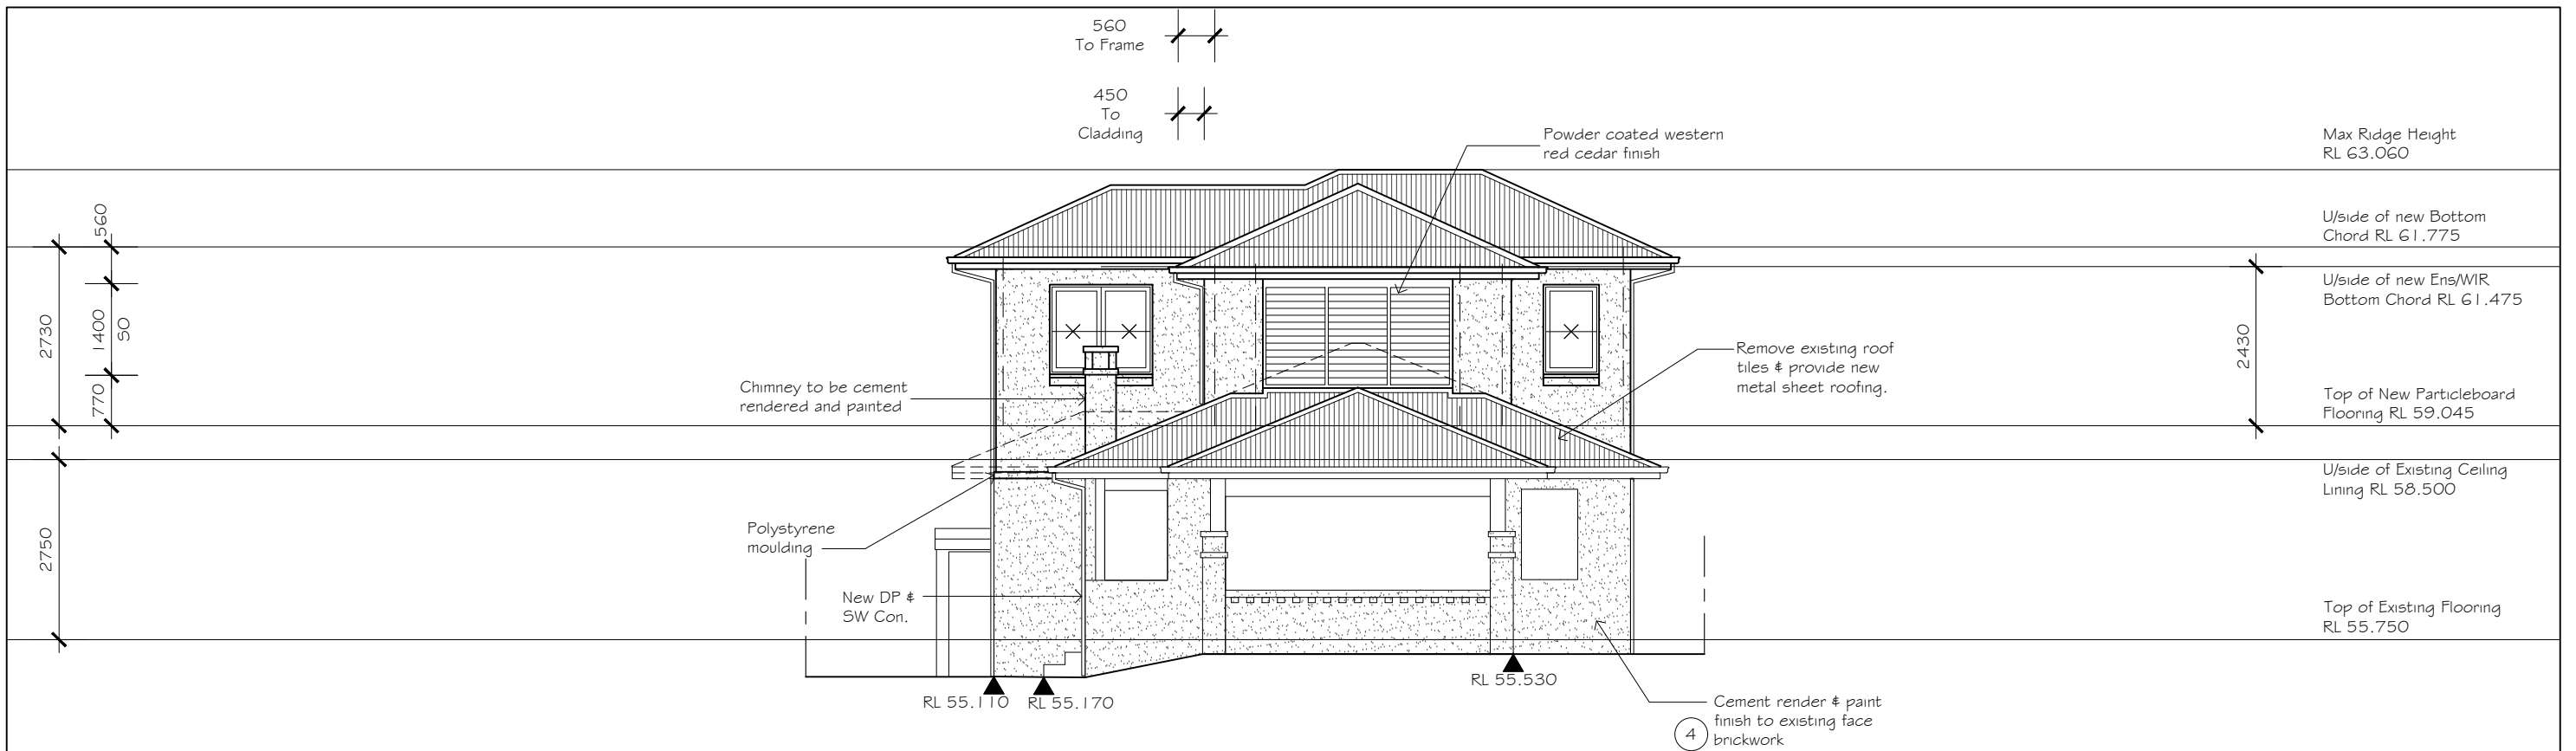 560
To Frame
450
To
Cladding
Powder coated western
red cedar finish
Max Ridge Height
RL 63.060
U/side of new Bottom
Chord RL 61.775
U/side of new Ens/WIR
Bottom Chord RL 61.475
560
2730
1400
50
770
2430
Remove existing roof
tiles & provide new
metal sheet roofing.
Chimney to be cement
rendered and painted
Top of New Particleboard
Flooring RL 59.045
U/side of Existing Ceiling
Lining RL 58.500
2750
Polystyrene
moulding
New DP &
SW Con.
Top of Existing Flooring
RL 55.750
RL 55.110
RL 55.170
RL 55.530
Cement render & paint
finish to existing face
brickwork
4